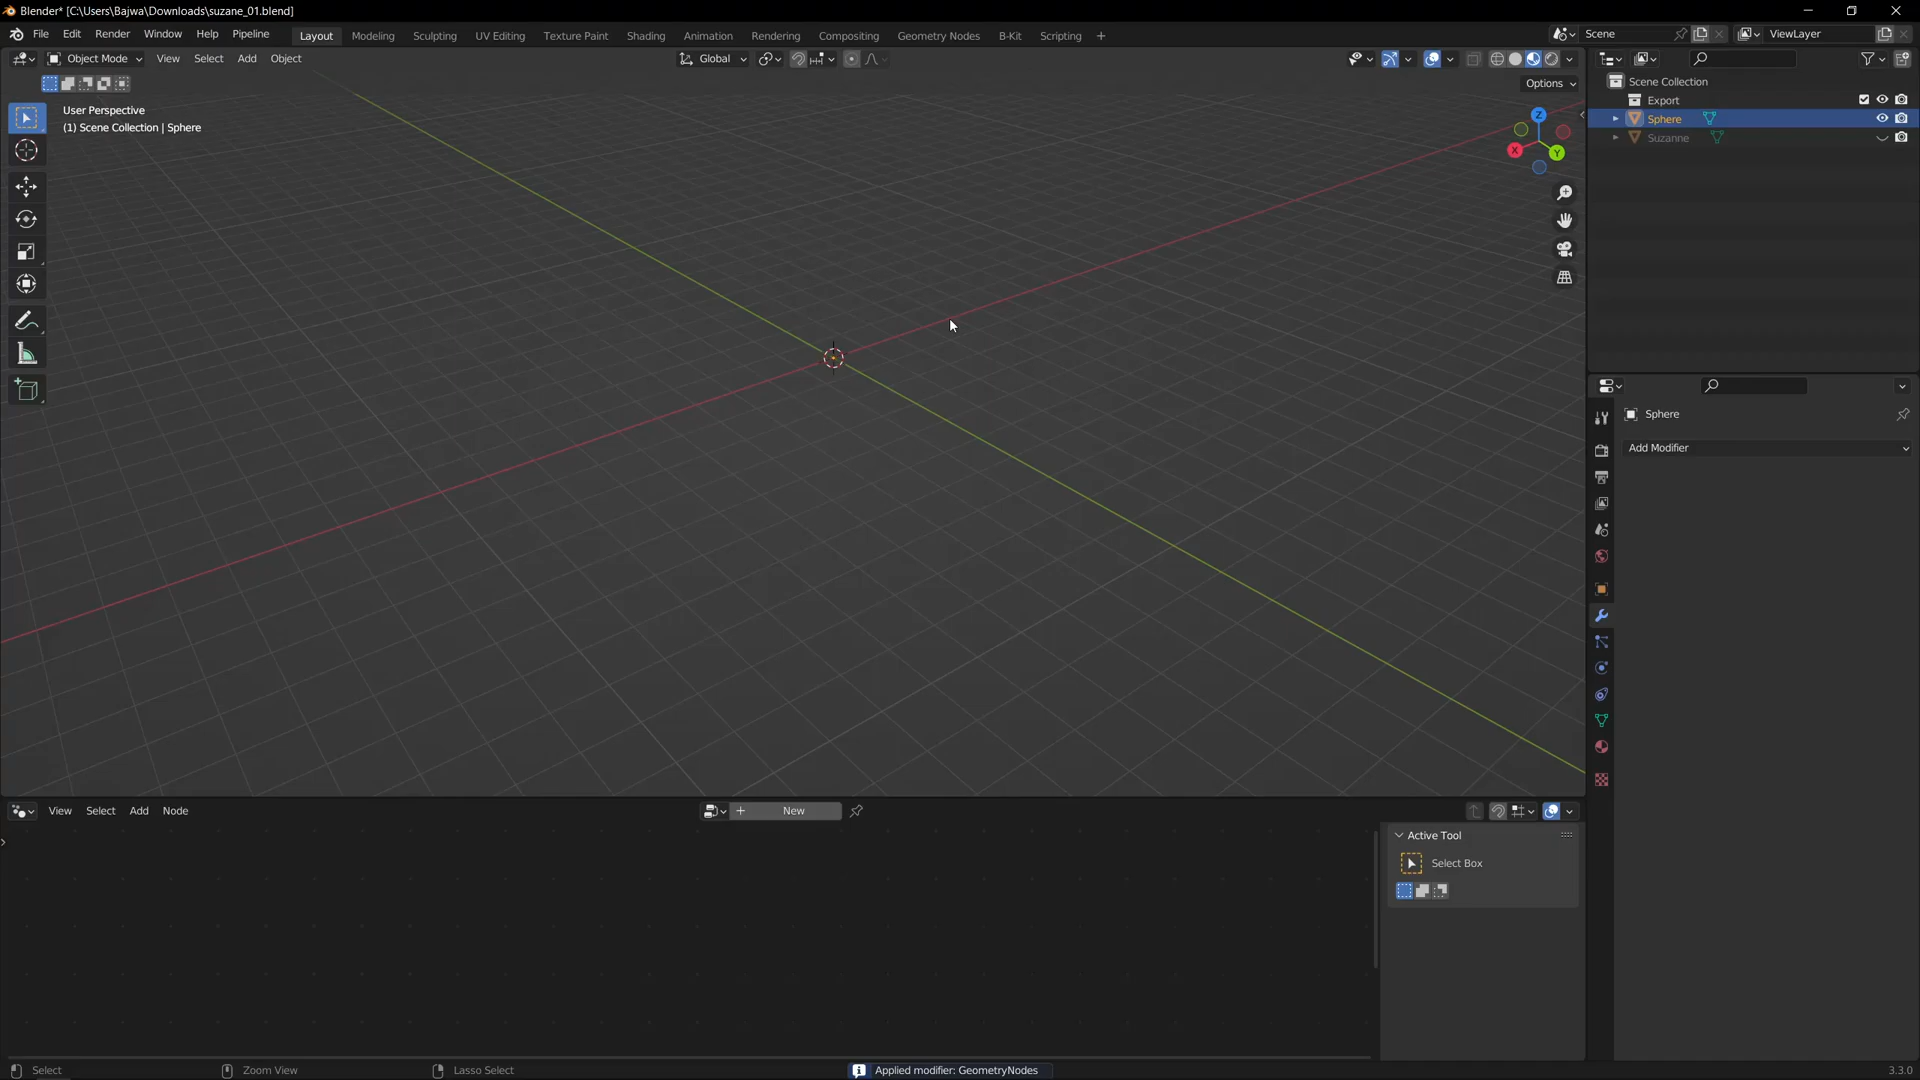 Blender* [C:\Users\Bajwa\Downloads\suzane_01.blend]
File Edit Render Window Help Pipeline Layout Modeling Sculpting UV Editing Texture Paint Shading Animation Rendering Compositing Geometry Nodes B-Kit Scripting + Scene ViewLayer
Object Mode View Select Add Object Global
Options
User Perspective
(1) Scene Collection | Sphere
Z
X
Y
Scene Collection
Export
Sphere
Suzanne
Sphere
Add Modifier
View Select Add Node + New
Active Tool
Select Box
Select Zoom View Lasso Select Applied modifier: GeometryNodes 3.3.0